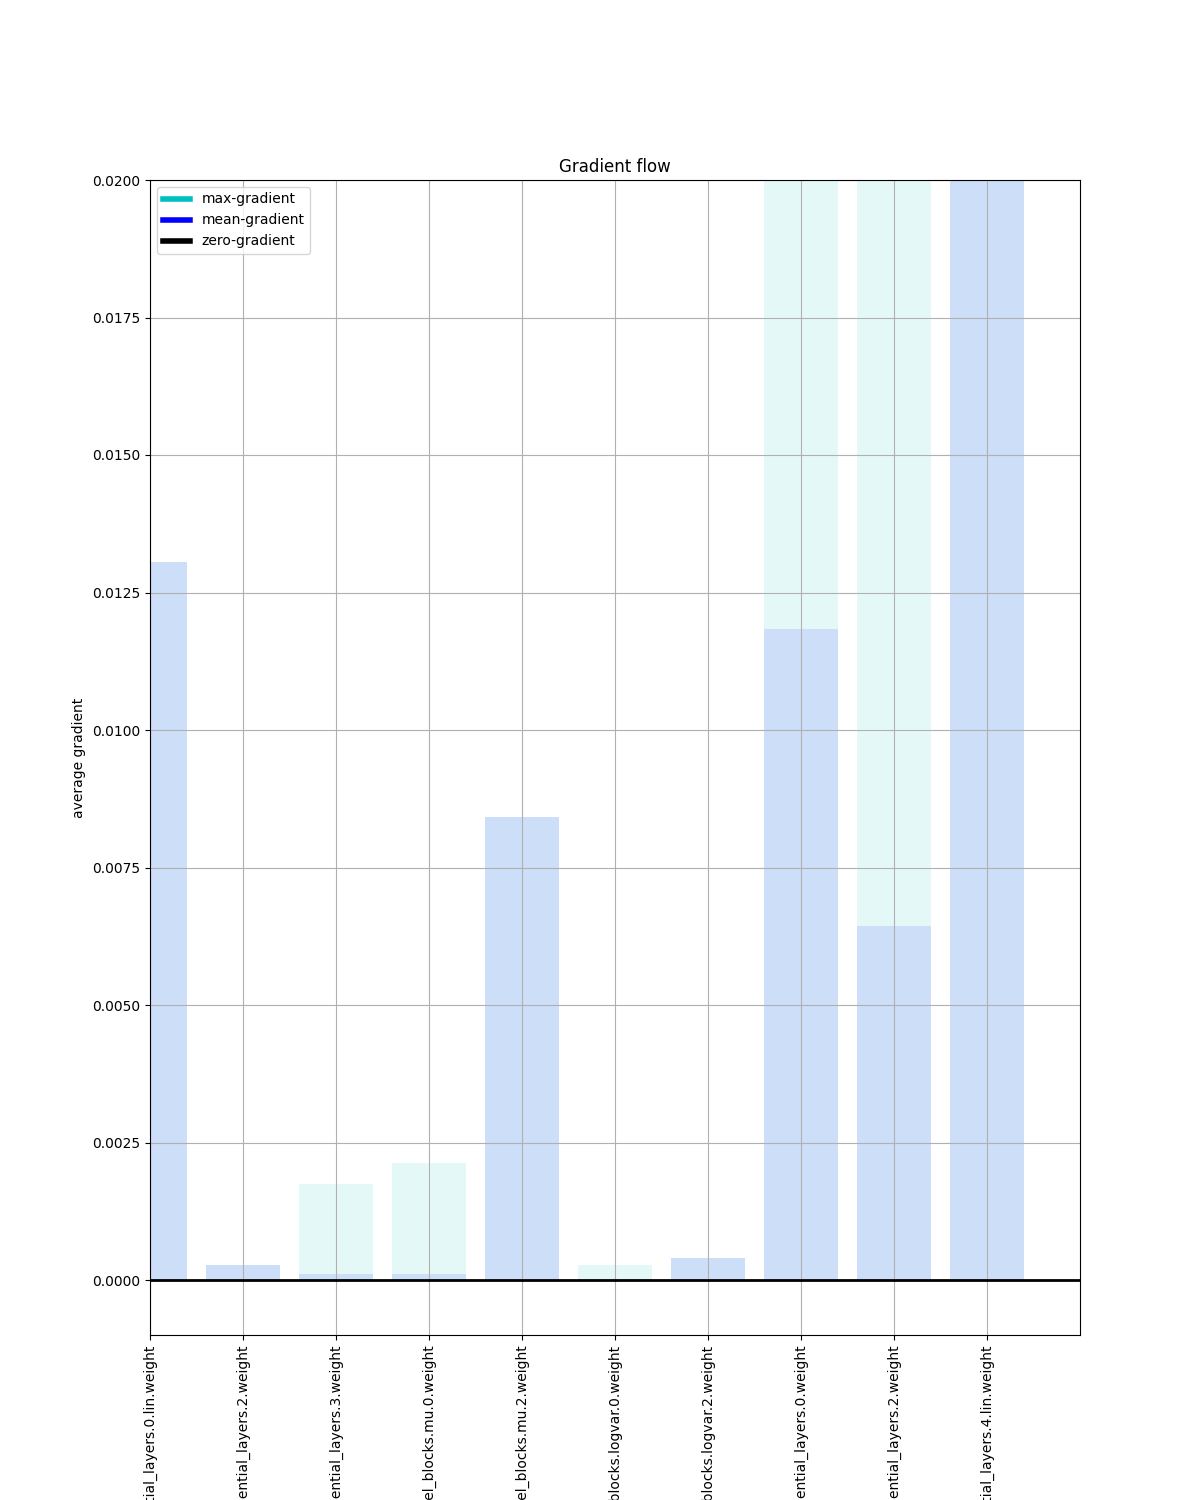 Gradient flow
max-gradient
mean-gradient
zero-gradient
0.0200
0.0175
0.0150
0.0125
0.0100
0.0075
0.0050
0.0025
0.0000
average gradient
tial_layers.0.lin.weight
ential_layers.2.weight
ential_layers.3.weight
el_blocks.mu.0.weight
el_blocks.mu.2.weight
blocks.logvar.0.weight
blocks.logvar.2.weight
ential_layers.0.weight
ential_layers.2.weight
tial_layers.4.lin.weight